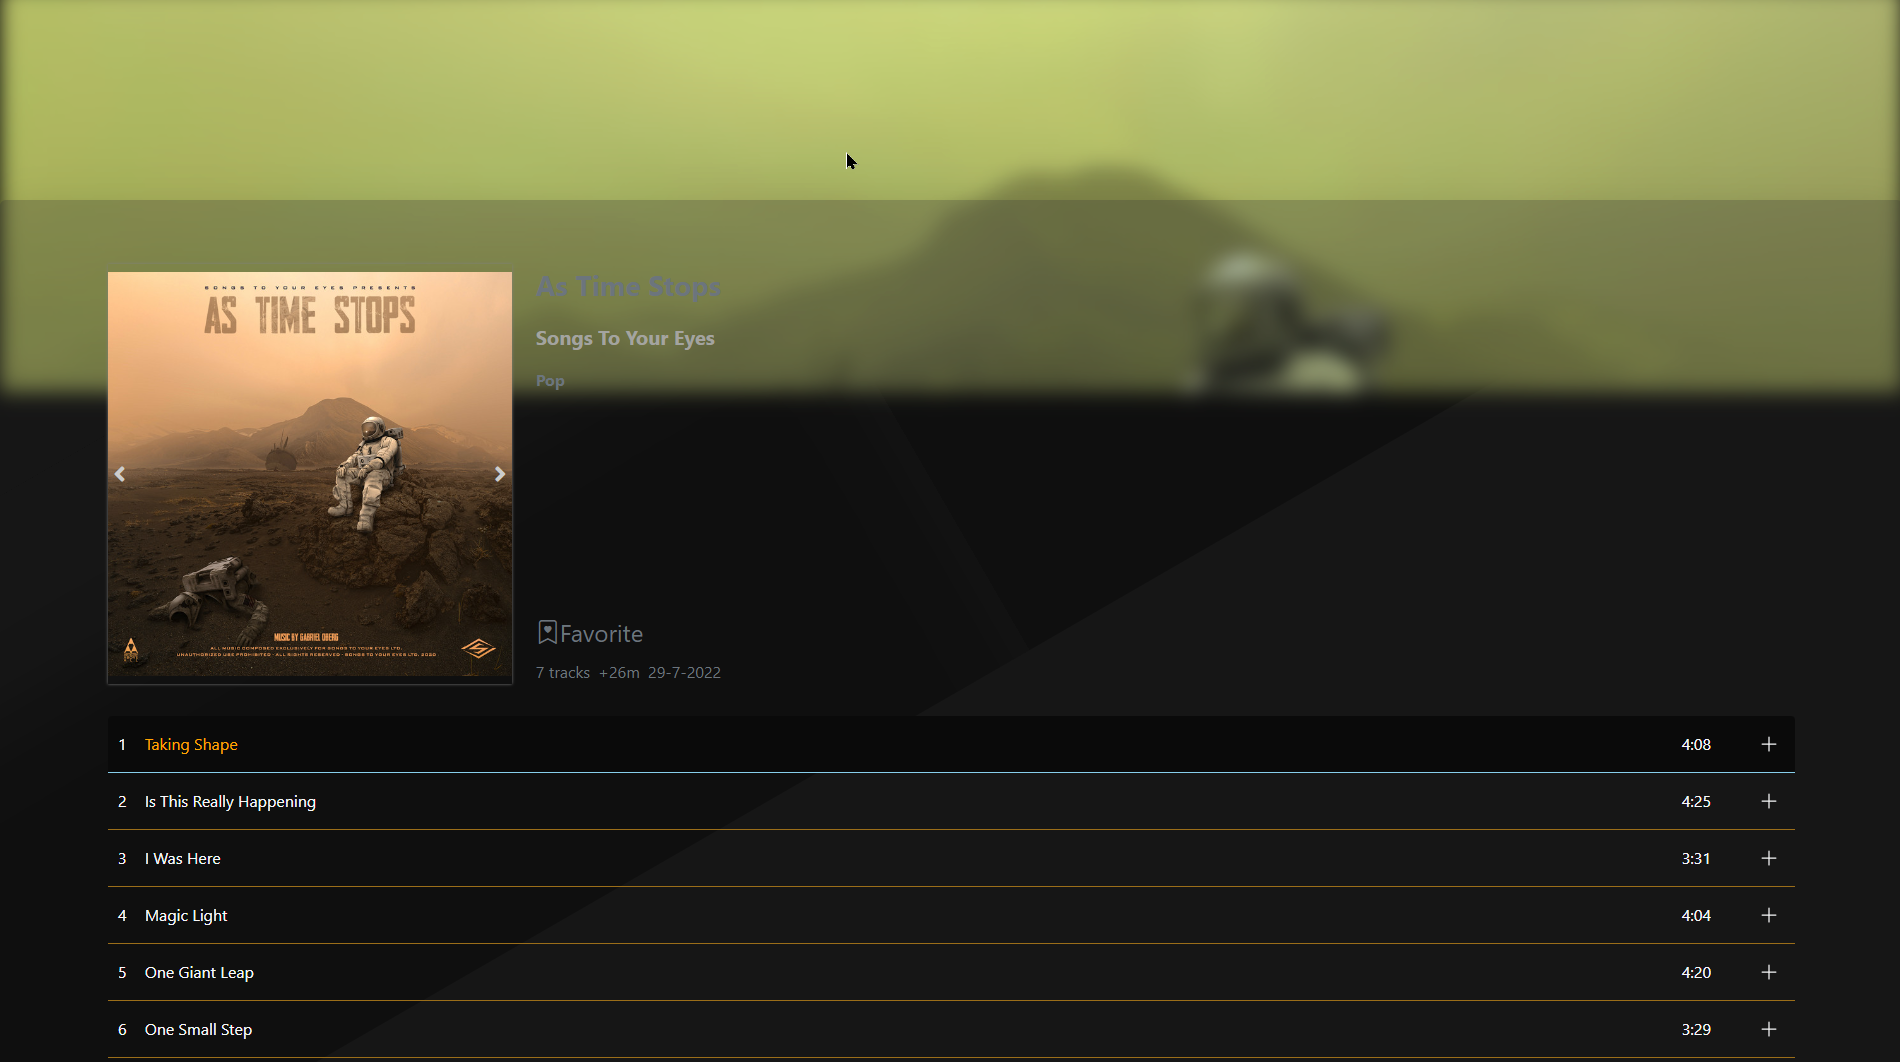 SONGS TO YOUR EYES PRESENTS
AS TIME STOPS
MUSIC BY GABRIEL OBERG
ALL MUSIC COMPOSED EXCLUSIVELY FOR SONGS TO YOUR EYES LTD.
UNAUTHORIZED USE PROHIBITED - ALL RIGHTS RESERVED - SONGS TO YOUR EYES LTD. 2020
As Time Stops
Songs To Your Eyes
Pop
Favorite
7 tracks +26m 29-7-2022
1 Taking Shape 4:08
2 Is This Really Happening 4:25
3 I Was Here 3:31
4 Magic Light 4:04
5 One Giant Leap 4:20
6 One Small Step 3:29